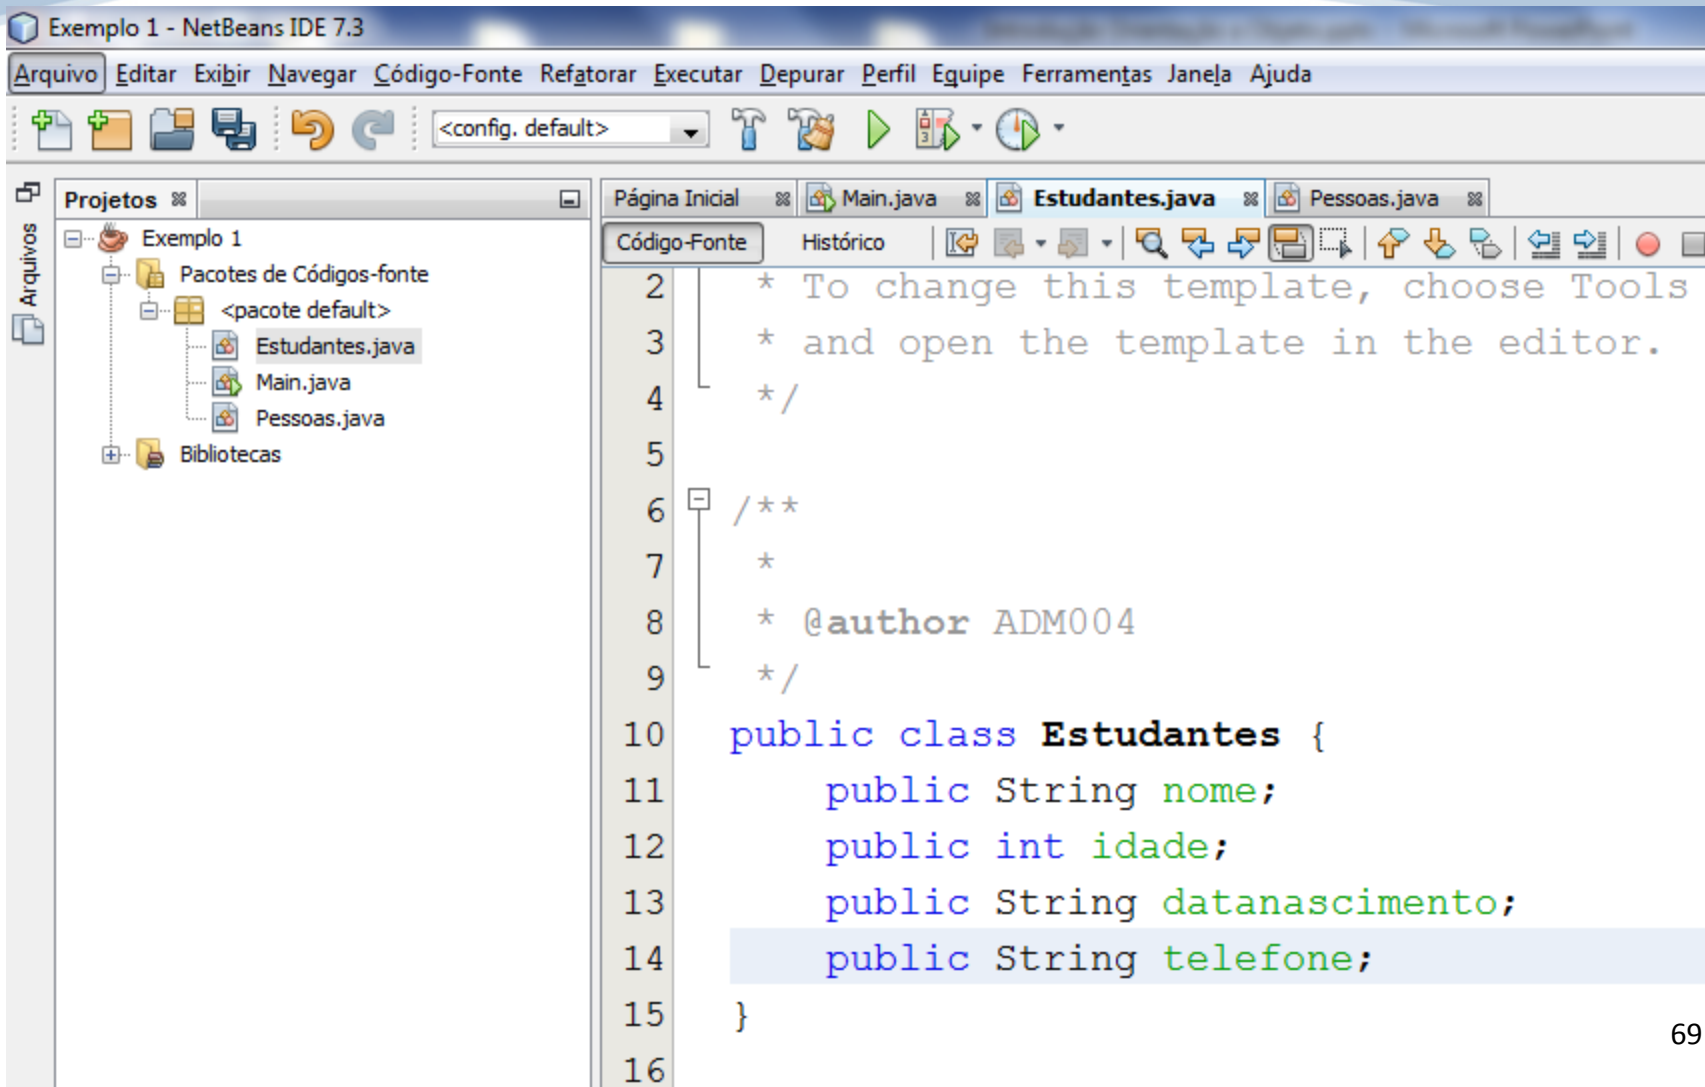 Exemplo 1 - NetBeans IDE 7.3
Arquivo Editar Exibir Navegar Código-Fonte Refatorar Executar Depurar Perfil Equipe Ferramentas Janela Ajuda
<config. default>
Arquivos
Projetos
Exemplo 1
Pacotes de Códigos-fonte
<pacote default>
Estudantes.java
Main.java
Pessoas.java
Bibliotecas
Página Inicial Main.java Estudantes.java Pessoas.java
Código-Fonte Histórico
2 * To change this template, choose Tools
3 * and open the template in the editor.
4 */
5
6 /**
7 *
8 * @author ADM004
9 */
10 public class Estudantes {
11 public String nome;
12 public int idade;
13 public String datanascimento;
14 public String telefone;
15 }
16
69